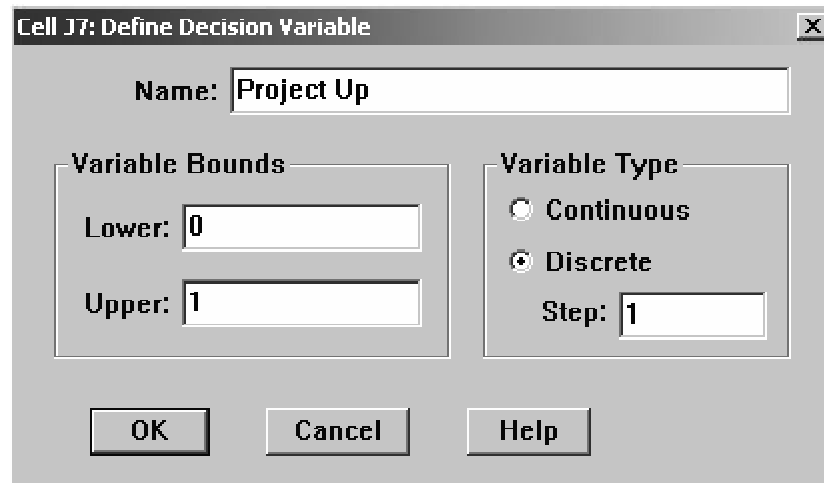 Cell J7: Define Decision Variable
Name: Project Up
Variable Bounds
Lower: 0
Upper: 1
Variable Type
Continuous
Discrete
Step: 1
OK Cancel Help